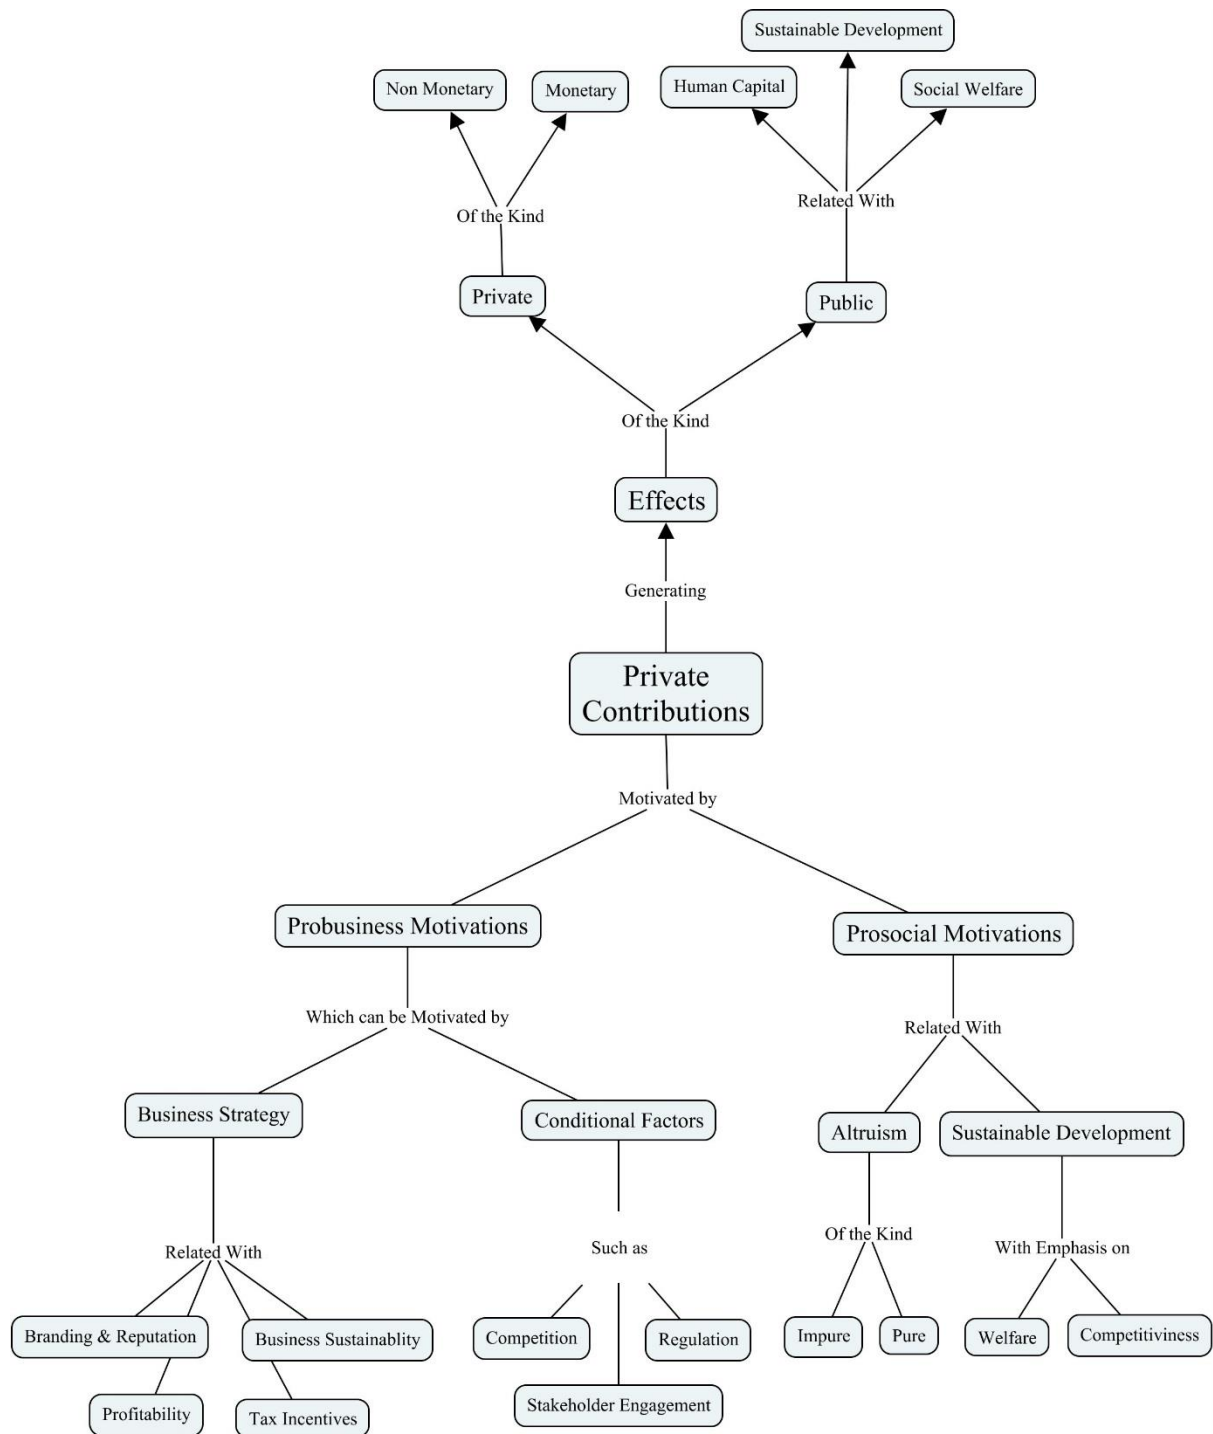 Sustainable Development
Non Monetary
Monetary
Human Capital
Social Welfare
Related With
Of the Kind
Private
Public
Of the Kind
Effects
Generating
Private
Contributions
Motivated by
Probusiness Motivations
Prosocial Motivations
Which can be Motivated by
Related With
Business Strategy
Conditional Factors
Altruism
Sustainable Development
Related With
Such as
Of the Kind
With Emphasis on
Branding & Reputation
Business Sustainablity
Competition
Regulation
Impure
Pure
Welfare
Competitiviness
Profitability
Tax Incentives
Stakeholder Engagement